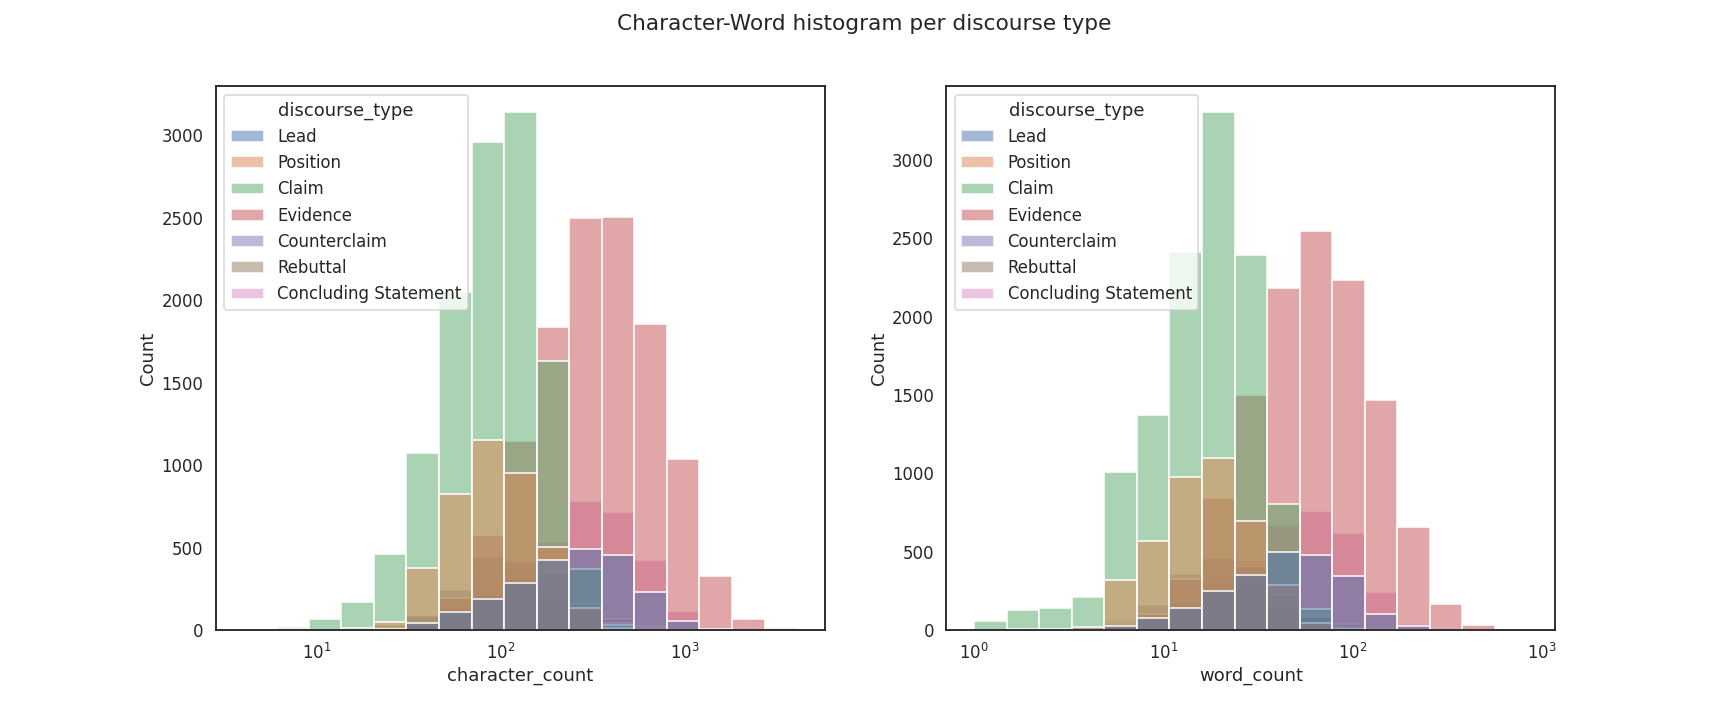 Character-Word histogram per discourse type
discourse_type
Lead
Position
Claim
Evidence
Counterclaim
Rebuttal
Concluding Statement
3000
2500
2000
1500
1000
500
0
Count
10¹
10²
10³
character_count
discourse_type
Lead
Position
Claim
Evidence
Counterclaim
Rebuttal
Concluding Statement
3000
2500
2000
1500
1000
500
0
Count
10⁰
10¹
10²
10³
word_count